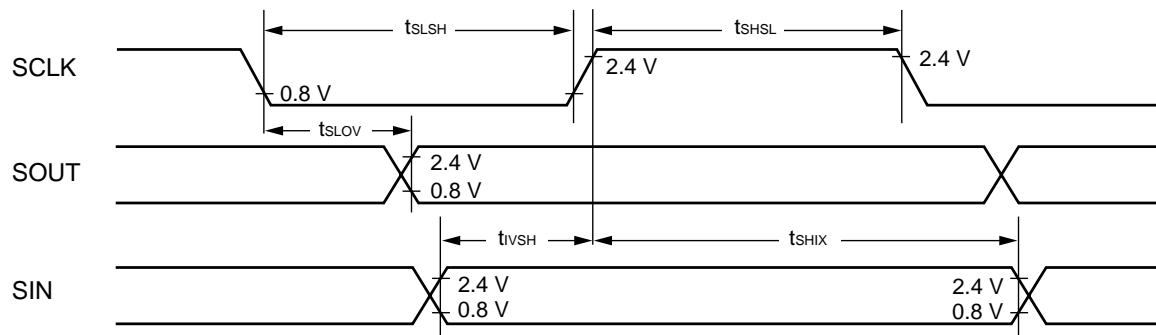 tSLSH
tSHSL
SCLK
2.4 V
2.4 V
0.8 V
tSLOV
SOUT
2.4 V
0.8 V
tIVSH
tSHIX
SIN
2.4 V
2.4 V
0.8 V
0.8 V